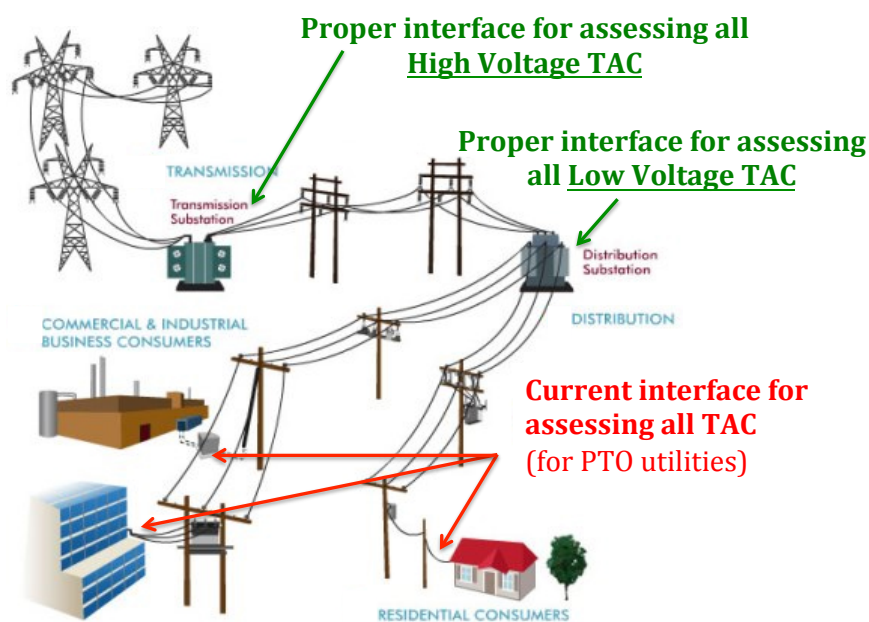 Proper interface for assessing all
High Voltage TAC
Proper interface for assessing
all Low Voltage TAC
TRANSMISSION
Transmission
Substation
Distribution
Substation
COMMERCIAL & INDUSTRIAL
BUSINESS CONSUMERS
DISTRIBUTION
Current interface for
assessing all TAC
(for PTO utilities)
RESIDENTIAL CONSUMERS